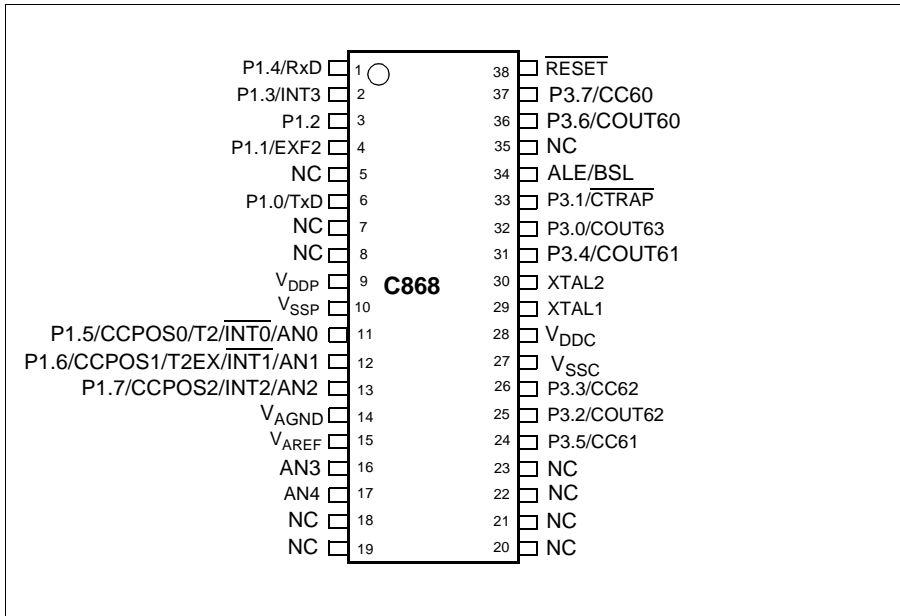 P1.4/RxD 1 38 RESET
P1.3/INT3 2 37 P3.7/CC60
P1.2 3 36 P3.6/COUT60
P1.1/EXF2 4 35 NC
NC 5 34 ALE/BSL
P1.0/TxD 6 33 P3.1/CTRAP
NC 7 32 P3.0/COUT63
NC 8 31 P3.4/COUT61
VDDP 9 C868 30 XTAL2
VSSP 10 29 XTAL1
P1.5/CCPOS0/T2/INT0/AN0 11 28 VDDC
P1.6/CCPOS1/T2EX/INT1/AN1 12 27 VSSC
P1.7/CCPOS2/INT2/AN2 13 26 P3.3/CC62
VAGND 14 25 P3.2/COUT62
VAREF 15 24 P3.5/CC61
AN3 16 23 NC
AN4 17 22 NC
NC 18 21 NC
NC 19 20 NC